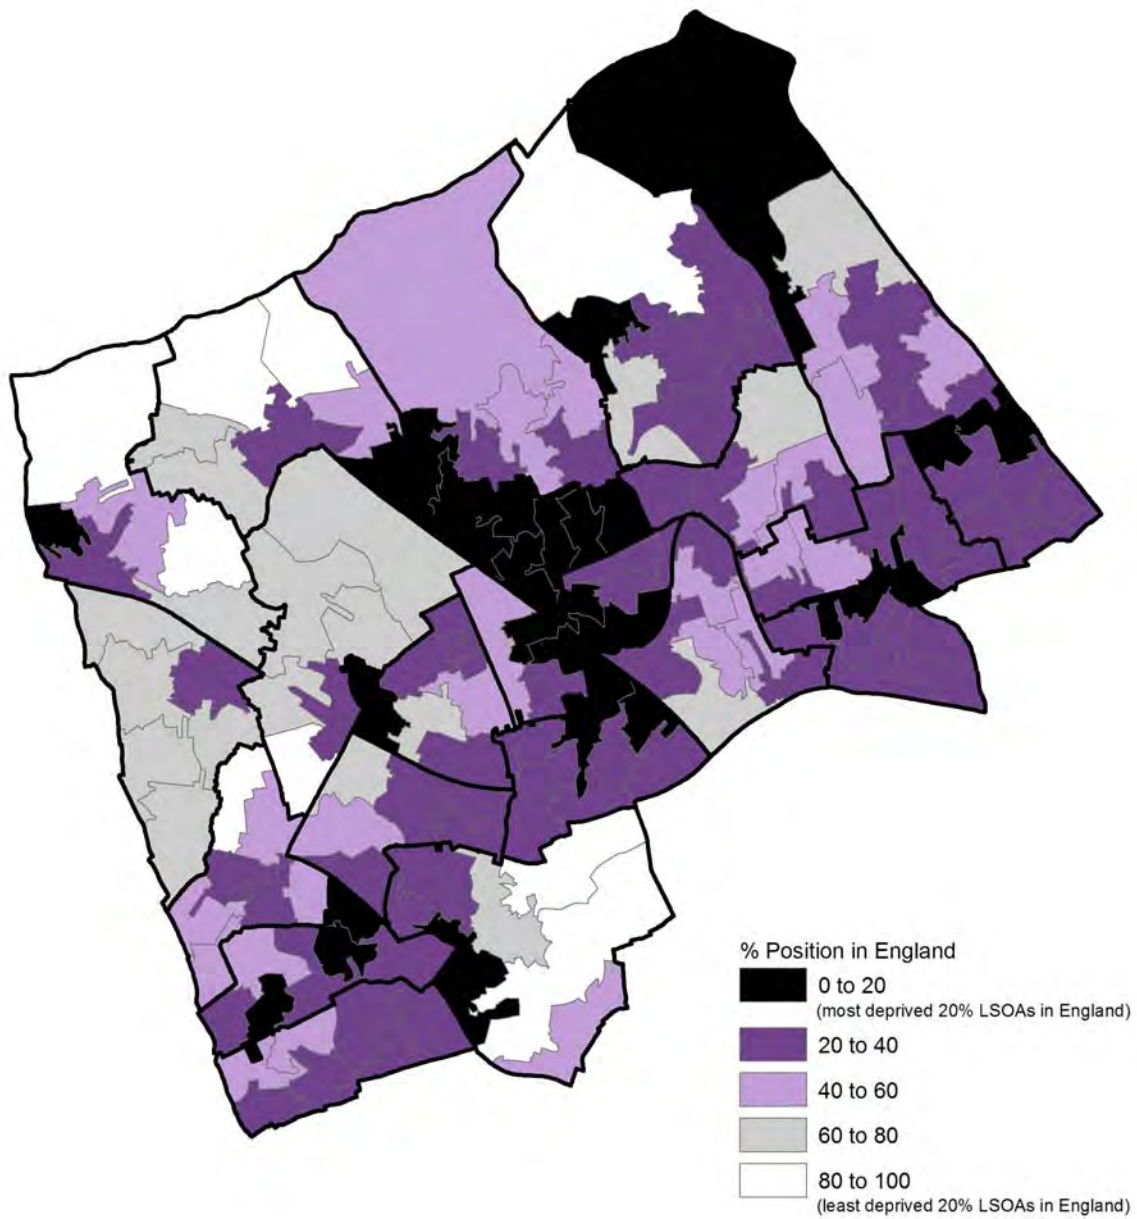 % Position in England
0 to 20
(most deprived 20% LSOAs in England)
20 to 40
40 to 60
60 to 80
80 to 100
(least deprived 20% LSOAs in England)